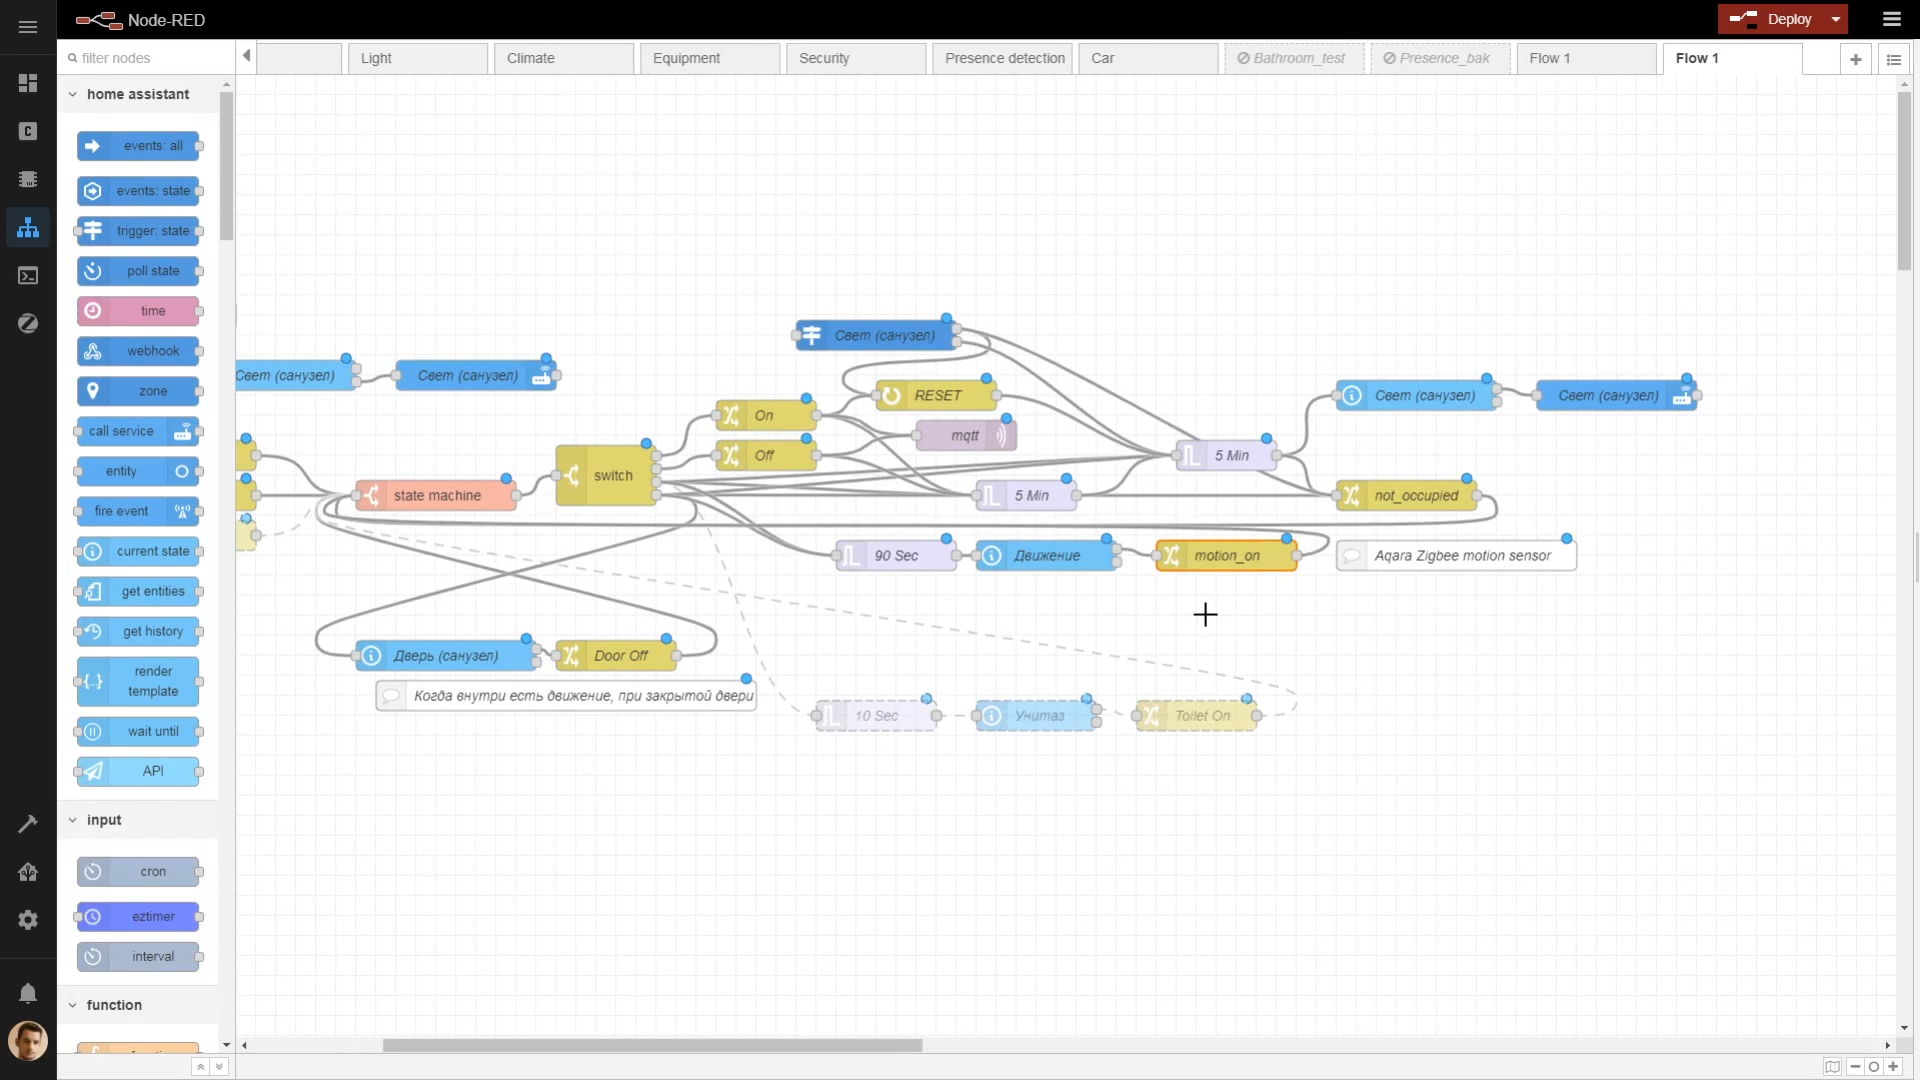 Node-RED
Deploy
filter nodes
Light
Climate
Equipment
Security
Presence detection
Car
Bathroom_test
Presence_bak
Flow 1
Flow 1
home assistant
events: all
events: state
trigger: state
poll state
time
webhook
zone
call service
entity
fire event
current state
get entities
get history
render
template
wait until
API
input
cron
eztimer
interval
function
Свет (санузел)
Свет (санузел)
Свет (санузел)
On
RESET
Свет (санузел)
Свет (санузел)
mqtt
Off
5 Min
switch
state machine
5 Min
not_occupied
90 Sec
Движение
motion_on
Aqara Zigbee motion sensor
Дверь (санузел)
Door Off
Когда внутри есть движение, при закрытой двери
10 Sec
Унитаз
Toilet On